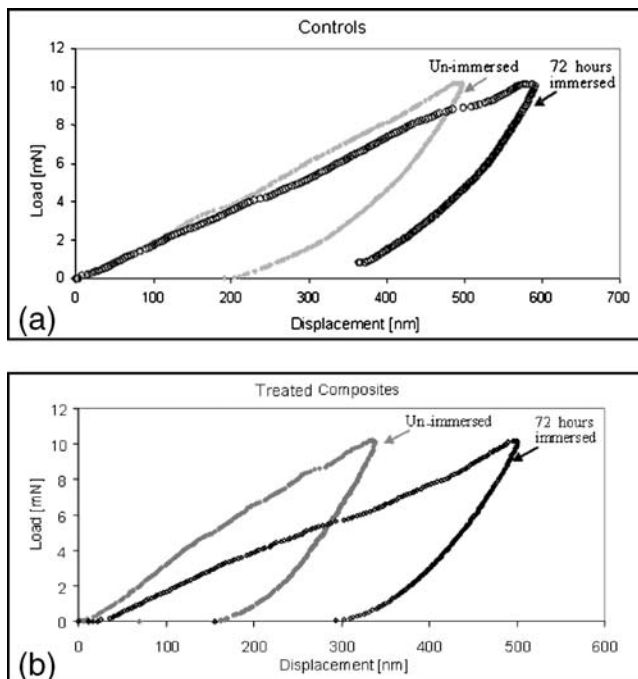 Controls
12
10
8
6
4
2
0
Load [mN]
Un-immersed
72 hours
immersed
0 100 200 300 400 500 600 700
Displacement [nm]
(a)
Treated Composites
12
10
8
6
4
2
0
Load [mN]
Un-immersed
72 hours
immersed
0 100 200 300 400 500 600
Displacement [nm]
(b)